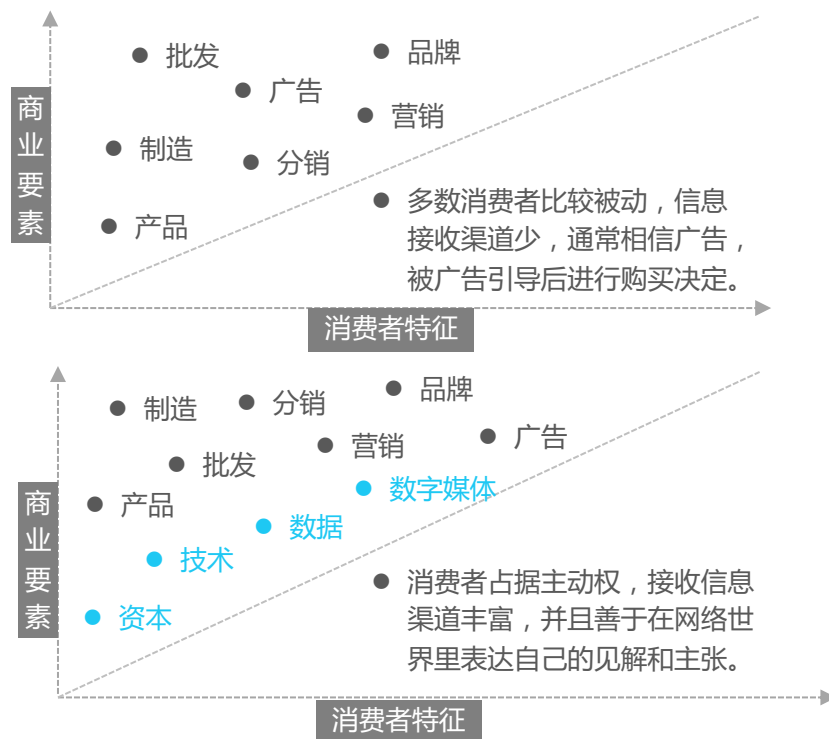 批发
品牌
广告
营销
商业要素
制造
分销
产品
多数消费者比较被动，信息
接收渠道少，通常相信广告，
被广告引导后进行购买决定。
消费者特征
制造
分销
品牌
批发
营销
广告
商业要素
产品
数字媒体
数据
技术
资本
消费者占据主动权，接收信息
渠道丰富，并且善于在网络世
界里表达自己的见解和主张。
消费者特征